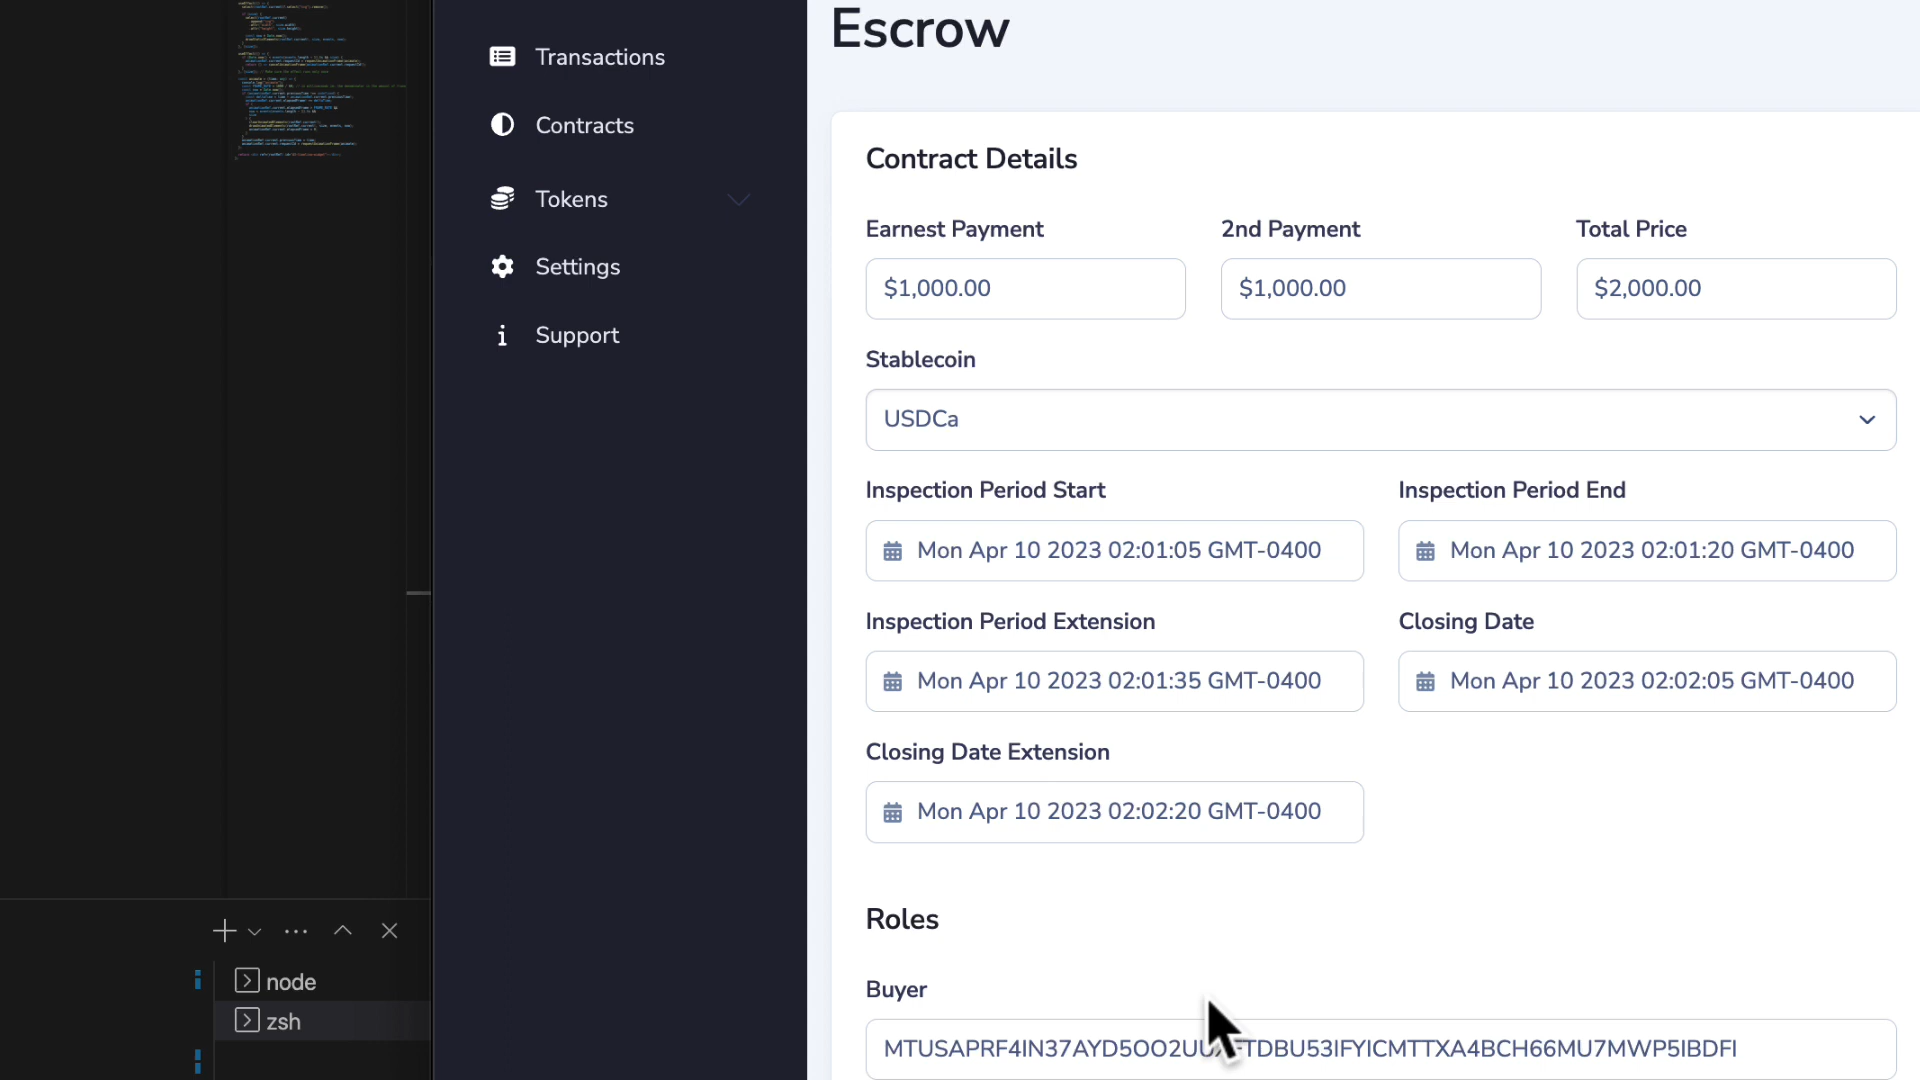 Escrow
Transactions
Contracts
Tokens
Settings
Support
Contract Details
Earnest Payment
2nd Payment
Total Price
$1,000.00
$1,000.00
$2,000.00
Stablecoin
USDCa
Inspection Period Start
Inspection Period End
Mon Apr 10 2023 02:01:05 GMT-0400
Mon Apr 10 2023 02:01:20 GMT-0400
Inspection Period Extension
Closing Date
Mon Apr 10 2023 02:01:35 GMT-0400
Mon Apr 10 2023 02:02:05 GMT-0400
Closing Date Extension
Mon Apr 10 2023 02:02:20 GMT-0400
Roles
Buyer
node
zsh